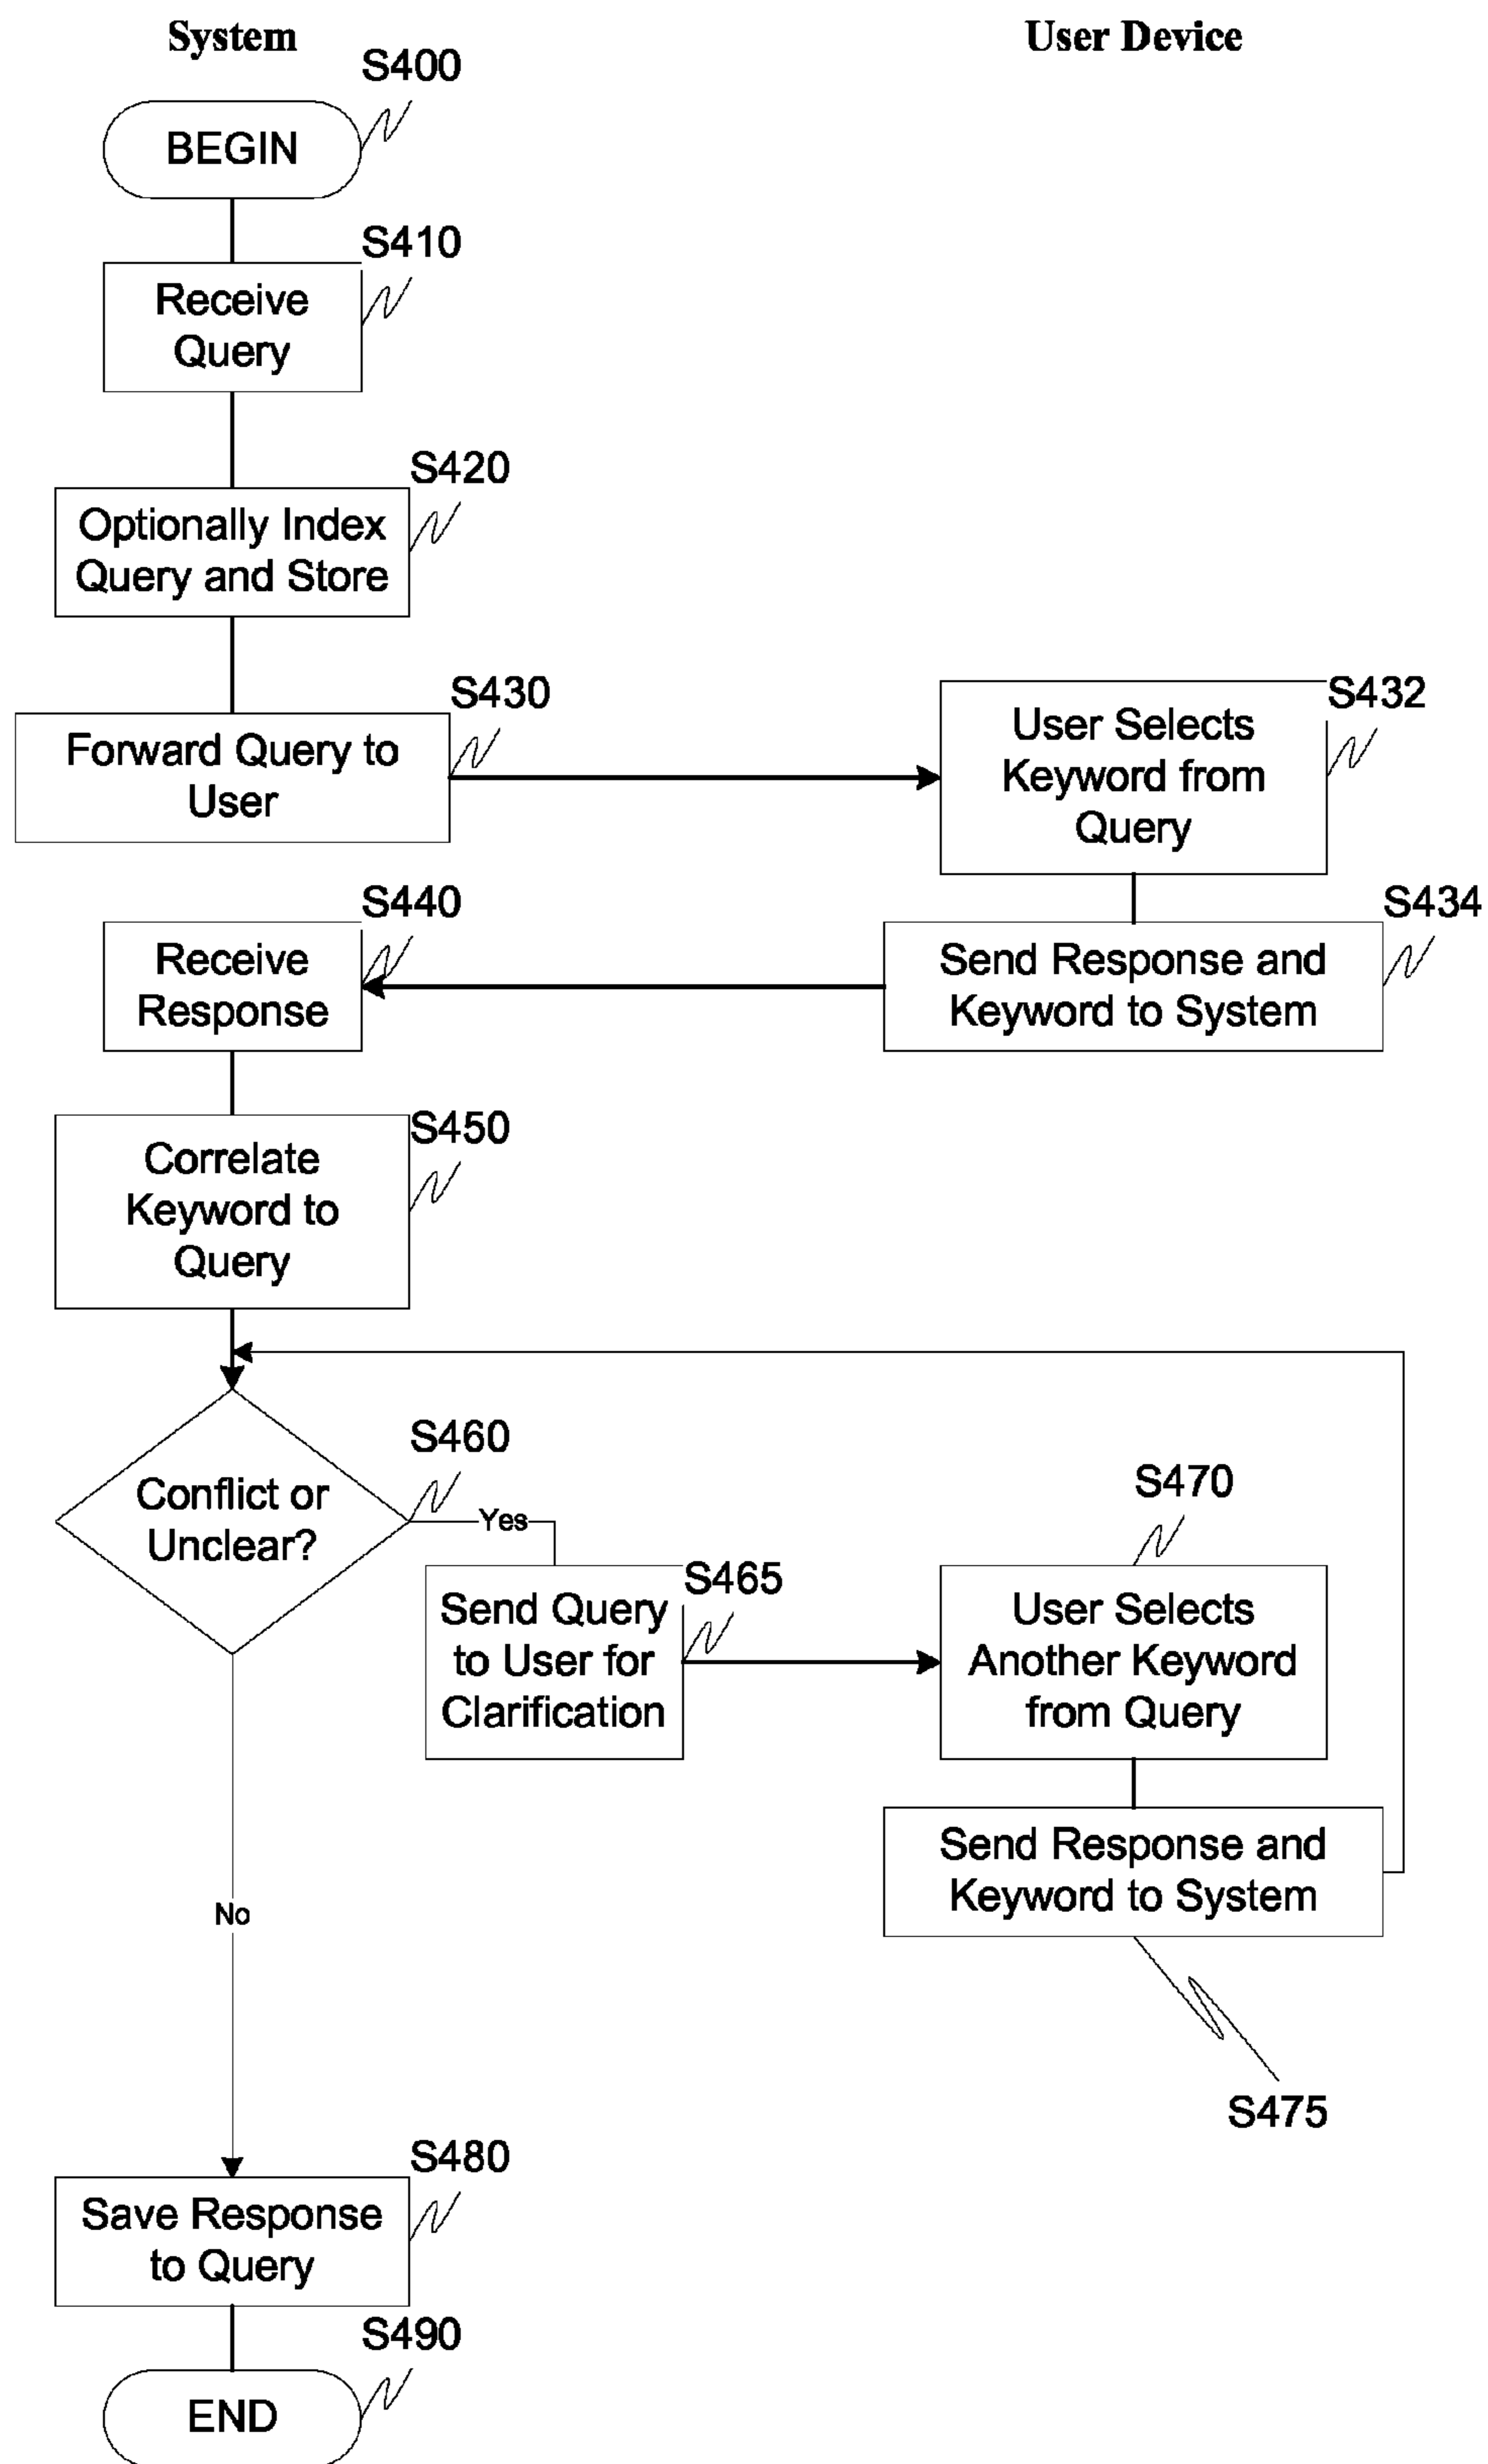 System
User Device
S400
BEGIN
S410
Receive
Query
S420
Optionally Index
Query and Store
S430
Forward Query to
User
S432
User Selects
Keyword from
Query
S440
Receive
Response
S434
Send Response and
Keyword to System
S450
Correlate
Keyword to
Query
S460
Conflict or
Unclear?
Yes
S465
Send Query
to User for
Clarification
S470
User Selects
Another Keyword
from Query
Send Response and
Keyword to System
S475
No
S480
Save Response
to Query
S490
END